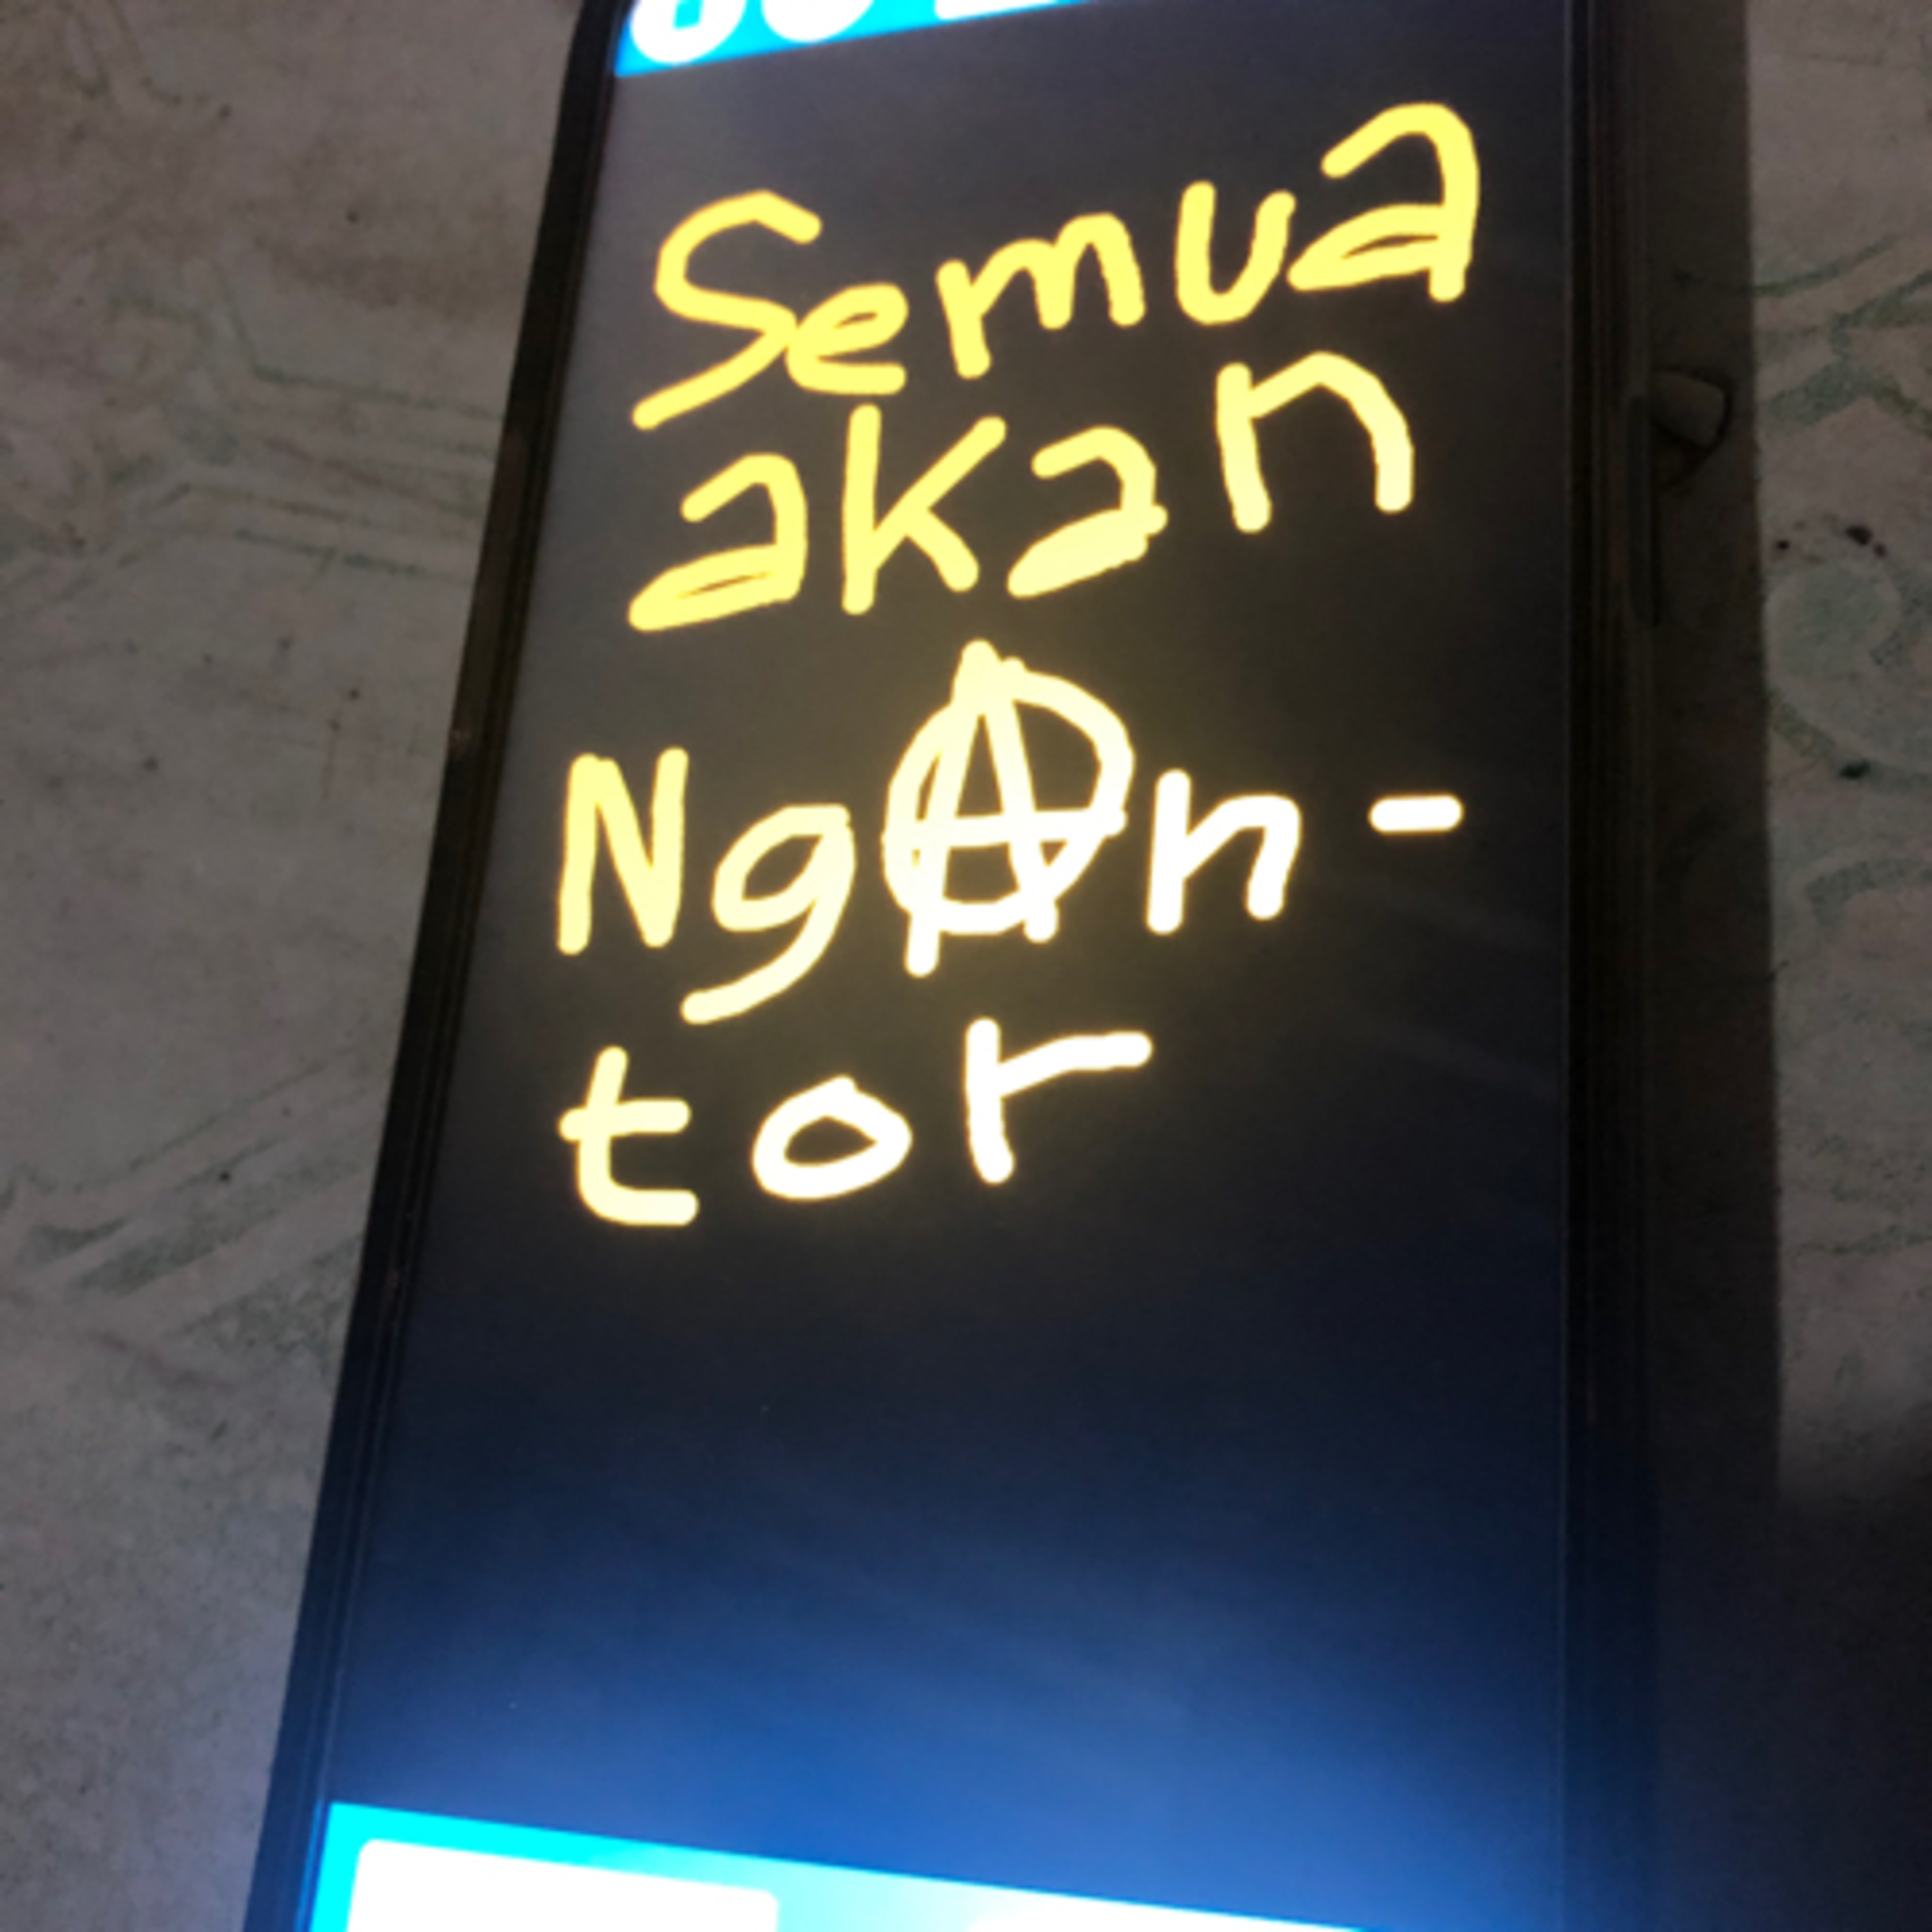 Semua
akan
NgAn-
tor